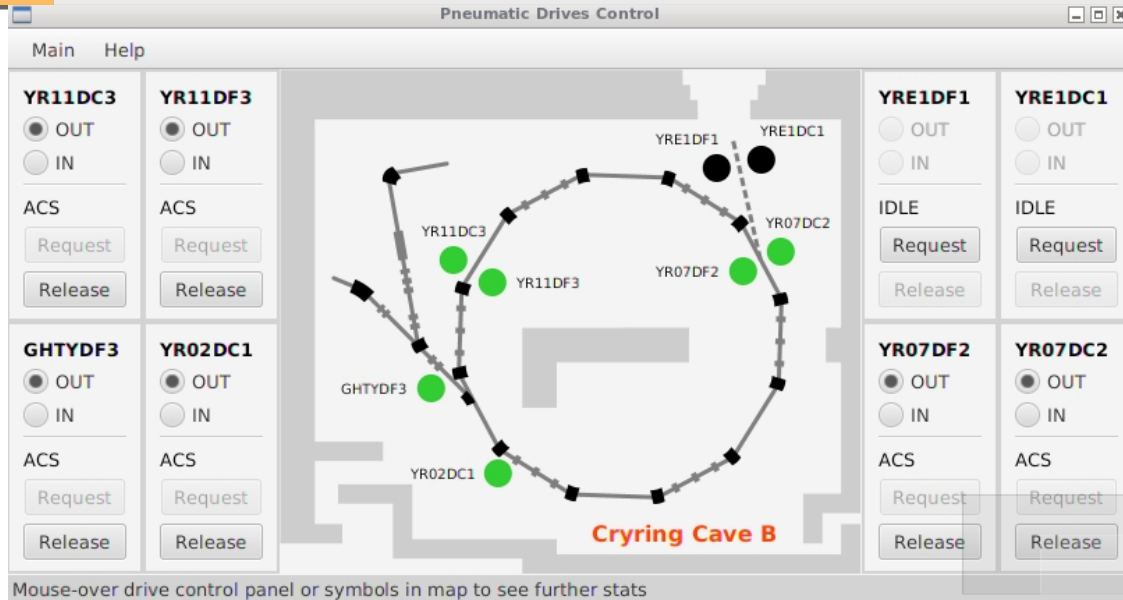 Pneumatic Drives Control
Main Help
YR11DC3
OUT
IN
ACS
Request
Release
YR11DF3
OUT
IN
ACS
Request
Release
GHTYDF3
OUT
IN
ACS
Request
Release
YR02DC1
OUT
IN
ACS
Request
Release
YRE1DF1
YRE1DC1
YR11DC3
YR07DC2
YR11DF3
YR07DF2
GHTYDF3
YR02DC1
Cryring Cave B
YRE1DF1
OUT
IN
IDLE
Request
Release
YRE1DC1
OUT
IN
IDLE
Request
Release
YR07DF2
OUT
IN
ACS
Request
Release
YR07DC2
OUT
IN
ACS
Request
Release
Mouse-over drive control panel or symbols in map to see further stats